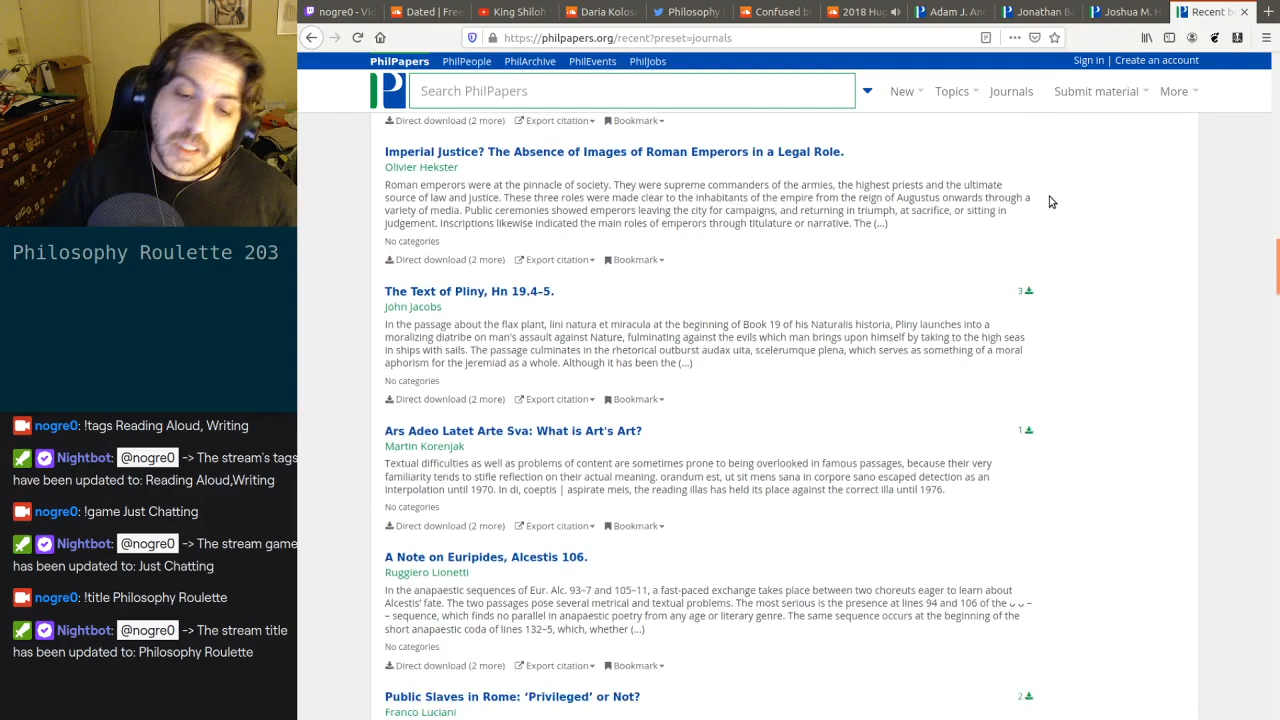 nogre0 - Vid
Dated | Free
King Shiloh
Daria Kolos
Philosophy
Confused b
2018 Hug
Adam J. An
Jonathan Be
Joshua M. H
Recent b
https://philpapers.org/recent?preset=journals
PhilPapers PhilPeople PhilArchive PhilEvents PhilJobs
Sign in | Create an account
P
Search PhilPapers
New Topics Journals Submit material More
Direct download (2 more) Export citation Bookmark
Imperial Justice? The Absence of Images of Roman Emperors in a Legal Role.
Olivier Hekster
Roman emperors were at the pinnacle of society. They were supreme commanders of the armies, the highest priests and the ultimate
source of law and justice. These three roles were made clear to the inhabitants of the empire from the reign of Augustus onwards through a
variety of media. Public ceremonies showed emperors leaving the city for campaigns, and returning in triumph, at sacrifice, or sitting in
judgement. Inscriptions likewise indicated the main roles of emperors through titulature or narrative. The (...)
No categories
Direct download (2 more) Export citation Bookmark
The Text of Pliny, Hn 19.4–5.
3
John Jacobs
In the passage about the flax plant, lini natura et miracula at the beginning of Book 19 of his Naturalis historia, Pliny launches into a
moralizing diatribe on man's assault against Nature, fulminating against the evils which man brings upon himself by taking to the high seas
in ships with sails. The passage culminates in the rhetorical outburst audax uita, scelerumque plena, which serves as something of a moral
aphorism for the jeremiad as a whole. Although it has been the (...)
No categories
Direct download (2 more) Export citation Bookmark
Ars Adeo Latet Arte Sva: What is Art's Art?
1
Martin Korenjak
Textual difficulties as well as problems of content are sometimes prone to being overlooked in famous passages, because their very
familiarity tends to stifle reflection on their actual meaning. orandum est, ut sit mens sana in corpore sano escaped detection as an
interpolation until 1970. In di, coeptis | aspirate meis, the reading illas has held its place against the correct illa until 1976.
No categories
Direct download (2 more) Export citation Bookmark
A Note on Euripides, Alcestis 106.
Ruggiero Lionetti
In the anapaestic sequences of Eur. Alc. 93–7 and 105–11, a fast-paced exchange takes place between two choreuts eager to learn about
Alcestis' fate. The two passages pose several metrical and textual problems. The most serious is the presence at lines 94 and 106 of the ᴗ ᴗ –
– sequence, which finds no parallel in anapaestic poetry from any age or literary genre. The same sequence occurs at the beginning of the
short anapaestic coda of lines 132–5, which, whether (...)
No categories
Direct download (2 more) Export citation Bookmark
Public Slaves in Rome: ‘Privileged’ or Not?
2
Franco Luciani
Philosophy Roulette 203
nogre0: !tags Reading Aloud, Writing
Nightbot: @nogre0 -> The stream's tags
have been updated to: Reading Aloud,Writing
nogre0: !game Just Chatting
Nightbot: @nogre0 -> The stream game
has been updated to: Just Chatting
nogre0: !title Philosophy Roulette
Nightbot: @nogre0 -> The stream title
has been updated to: Philosophy Roulette